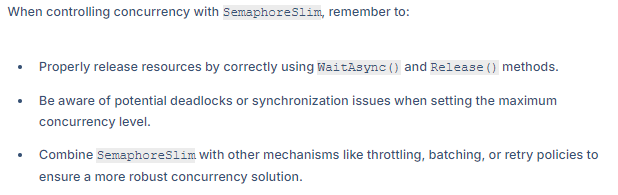 When controlling concurrency with SemaphoreSlim, remember to:
• Properly release resources by correctly using WaitAsync() and Release() methods.
• Be aware of potential deadlocks or synchronization issues when setting the maximum
concurrency level.
• Combine SemaphoreSlim with other mechanisms like throttling, batching, or retry policies to
ensure a more robust concurrency solution.